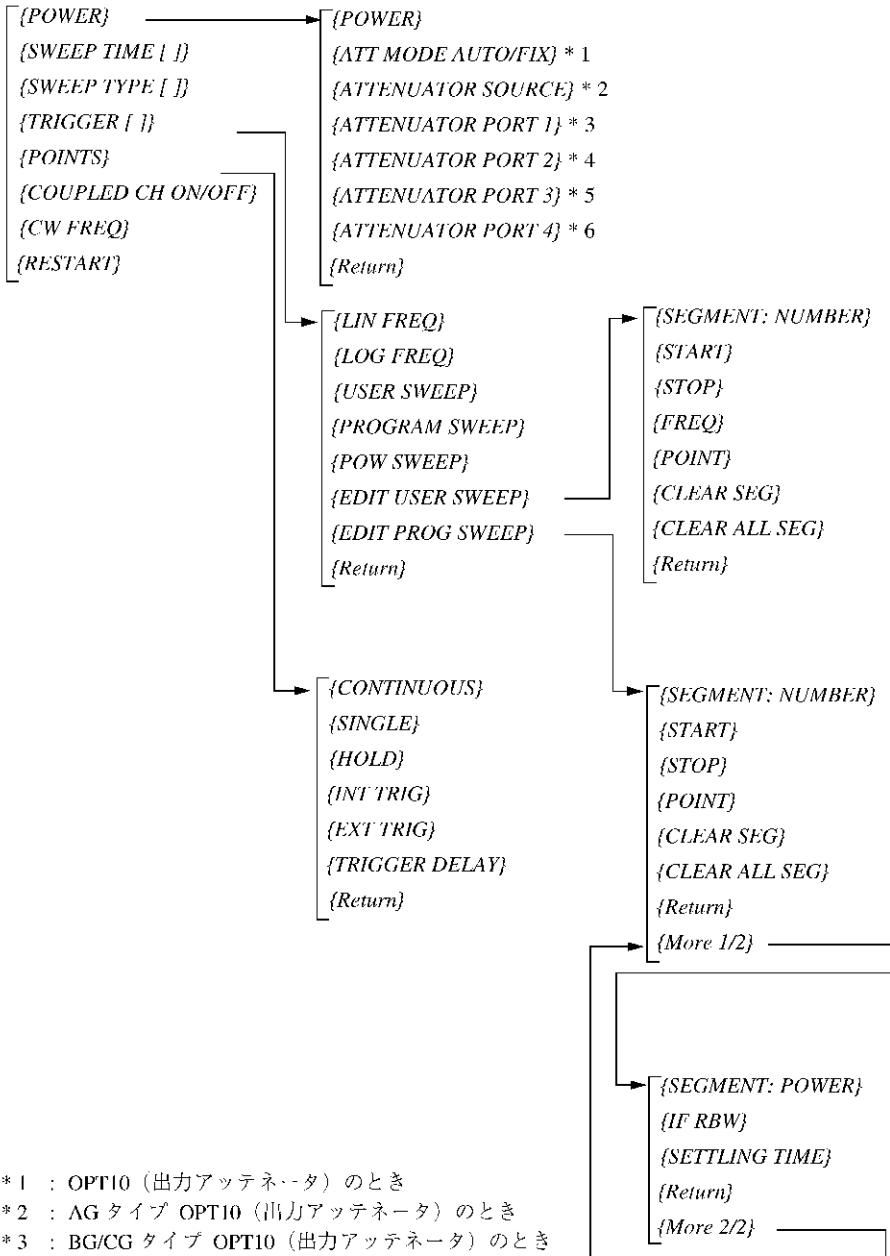 {POWER}
{SWEEP TIME [ ]}
{SWEEP TYPE [ ]}
{TRIGGER [ ]}
{POINTS}
{COUPLED CH ON/OFF}
{CW FREQ}
{RESTART}
{POWER}
{ATT MODE AUTO/FIX} * 1
{ATTENUATOR SOURCE} * 2
{ATTENUATOR PORT 1} * 3
{ATTENUATOR PORT 2} * 4
{ATTENUATOR PORT 3} * 5
{ATTENUATOR PORT 4} * 6
{Return}
{LIN FREQ}
{LOG FREQ}
{USER SWEEP}
{PROGRAM SWEEP}
{POW SWEEP}
{EDIT USER SWEEP}
{EDIT PROG SWEEP}
{Return}
{SEGMENT: NUMBER}
{START}
{STOP}
{FREQ}
{POINT}
{CLEAR SEG}
{CLEAR ALL SEG}
{Return}
{CONTINUOUS}
{SINGLE}
{HOLD}
{INT TRIG}
{EXT TRIG}
{TRIGGER DELAY}
{Return}
{SEGMENT: NUMBER}
{START}
{STOP}
{POINT}
{CLEAR SEG}
{CLEAR ALL SEG}
{Return}
{More 1/2}
{SEGMENT: POWER}
{IF RBW}
{SETTLING TIME}
{Return}
{More 2/2}
* 1 : OPT10（出力アッテネータ）のとき
* 2 : AG タイプ OPT10（出力アッテネータ）のとき
* 3 : BG/CG タイプ OPT10（出力アッテネータ）のとき